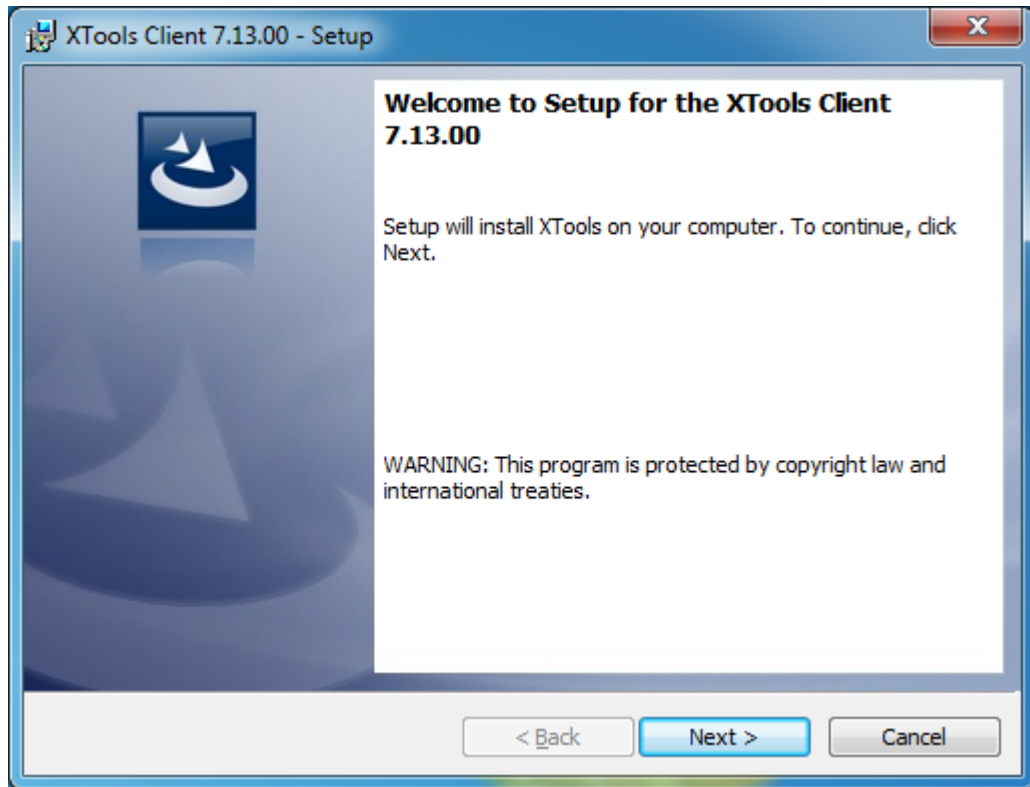 XTools Client 7.13.00 - Setup
Welcome to Setup for the XTools Client
7.13.00
Setup will install XTools on your computer. To continue, click
Next.
WARNING: This program is protected by copyright law and
international treaties.
< Back
Next >
Cancel